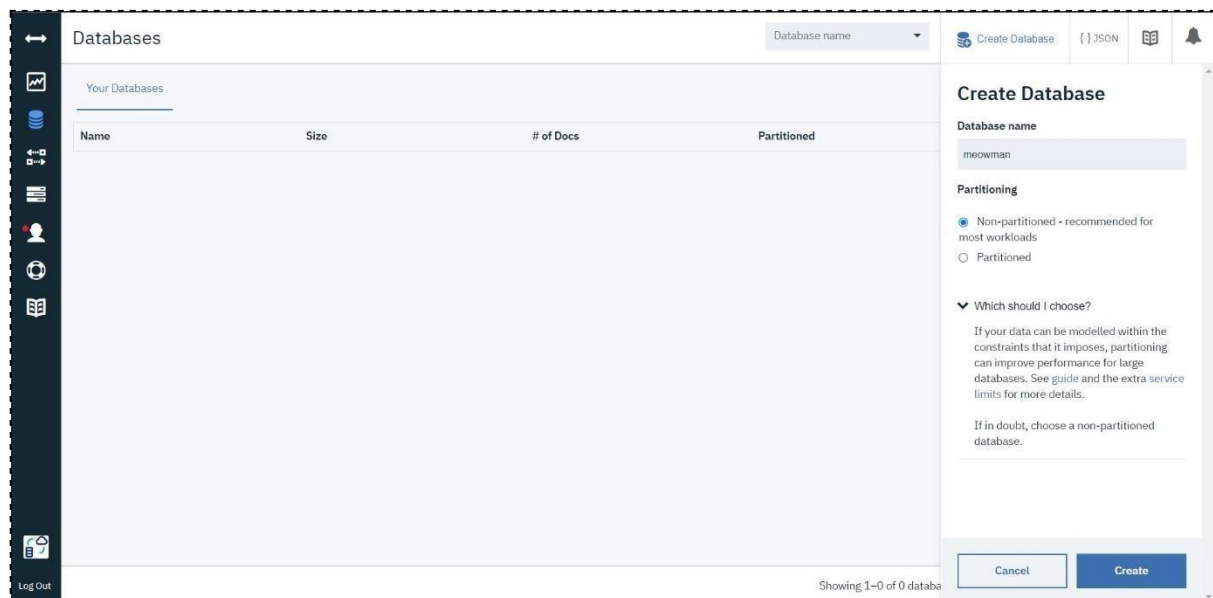 Databases
Database name
Create Database
{ } JSON
Your Databases
Name Size # of Docs Partitioned
Create Database
Database name
meowman
Partitioning
Non-partitioned - recommended for
most workloads
Partitioned
Which should I choose?
If your data can be modelled within the
constraints that it imposes, partitioning
can improve performance for large
databases. See guide and the extra service
limits for more details.
If in doubt, choose a non-partitioned
database.
Cancel
Create
Log Out
Showing 1–0 of 0 databa